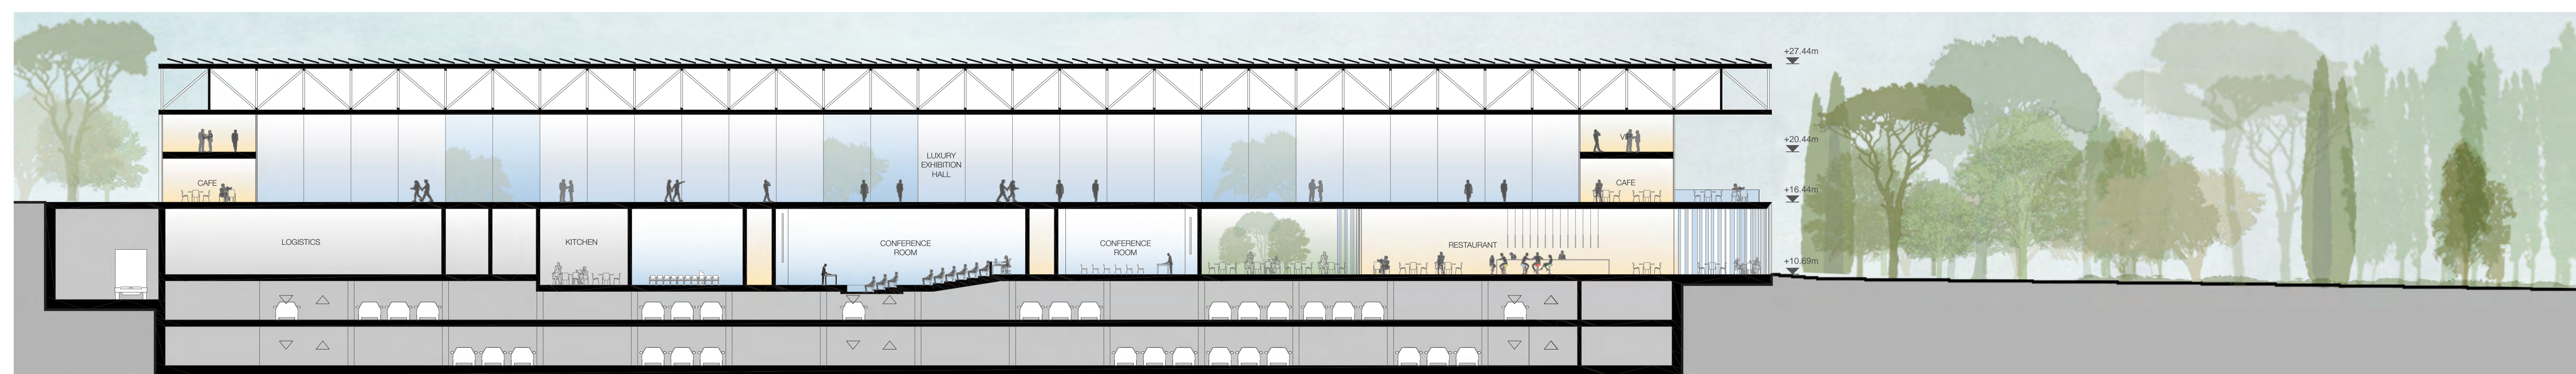 +27.44m
+20.44m
VIP
LUXURY
EXHIBITION
HALL
CAFE
CAFE
+16.44m
LOGISTICS
KITCHEN
CONFERENCE
ROOM
CONFERENCE
ROOM
RESTAURANT
+10.69m